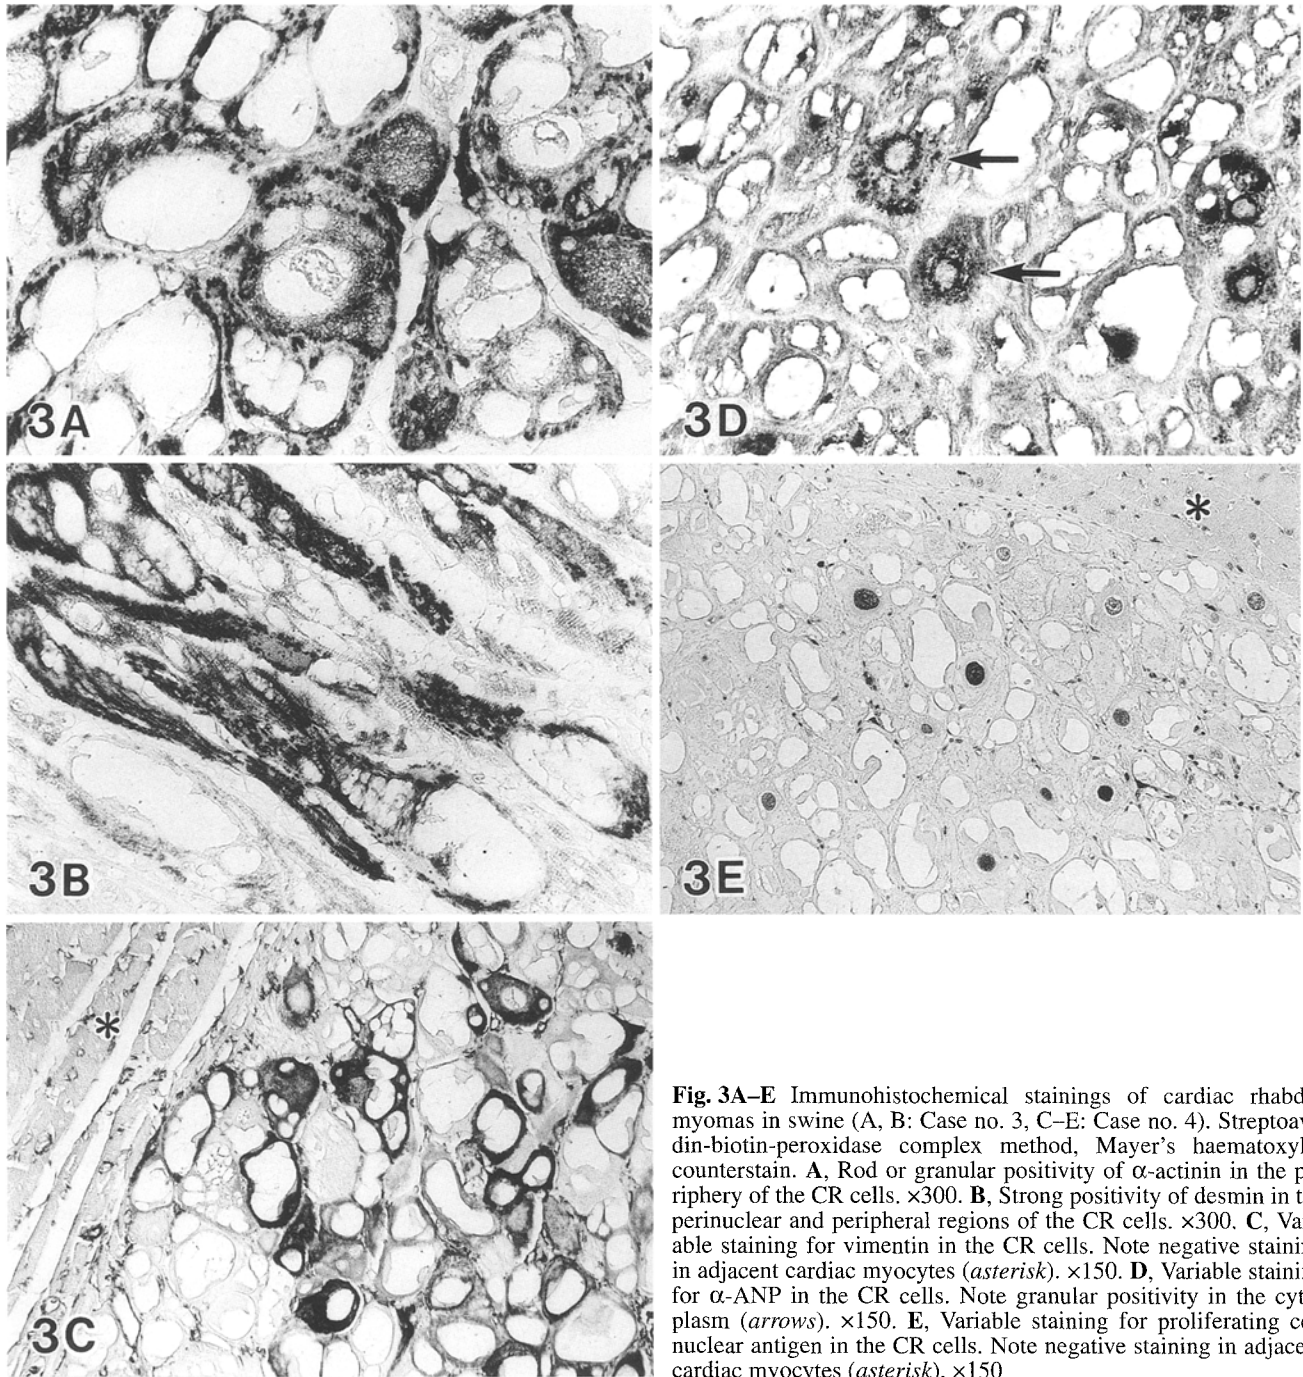 3A
3D
*
3B
3E
*
3C
Fig. 3A–E Immunohistochemical stainings of cardiac rhabd
myomas in swine (A, B: Case no. 3, C–E: Case no. 4). Streptoav
din-biotin-peroxidase complex method, Mayer's haematoxyl
counterstain. A, Rod or granular positivity of α-actinin in the p
riphery of the CR cells. ×300. B, Strong positivity of desmin in t
perinuclear and peripheral regions of the CR cells. ×300. C, Va
able staining for vimentin in the CR cells. Note negative staini
in adjacent cardiac myocytes (asterisk). ×150. D, Variable staini
for α-ANP in the CR cells. Note granular positivity in the cyt
plasm (arrows). ×150. E, Variable staining for proliferating c
nuclear antigen in the CR cells. Note negative staining in adjace
cardiac myocytes (asterisk). ×150